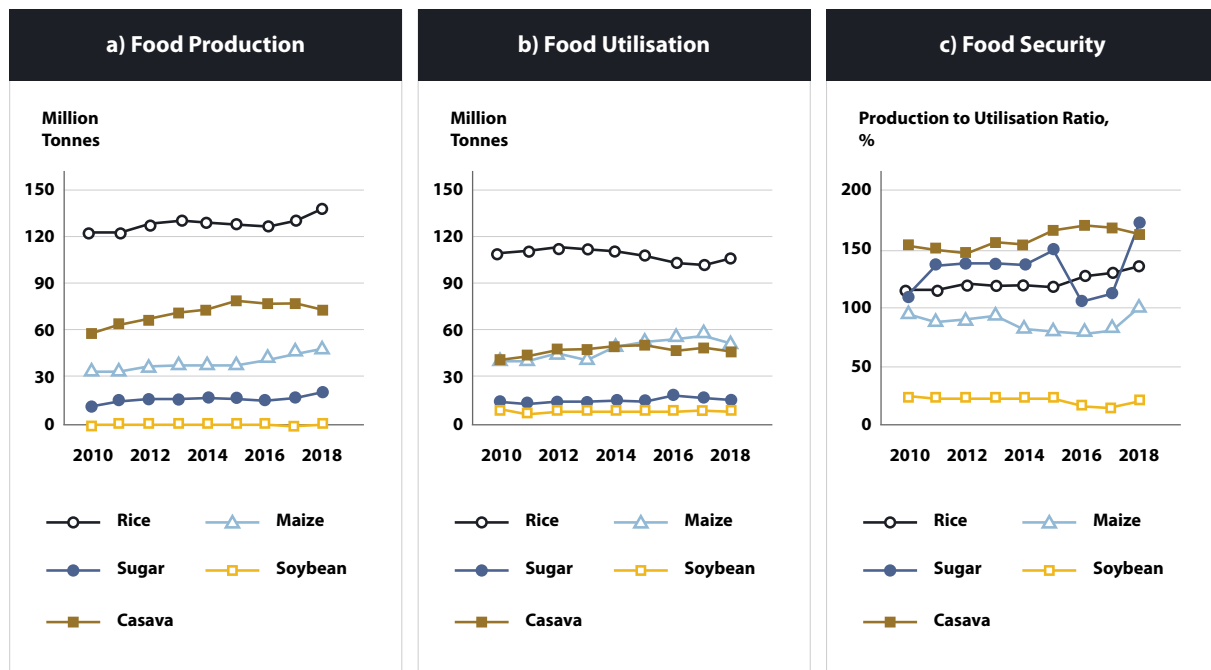 a) Food Production
Million
Tonnes
150
120
90
60
30
0
2010 2012 2014 2016 2018
Rice
Maize
Sugar
Soybean
Casava
b) Food Utilisation
Million
Tonnes
150
120
90
60
30
0
2010 2012 2014 2016 2018
Rice
Maize
Sugar
Soybean
Casava
c) Food Security
Production to Utilisation Ratio,
%
200
150
100
50
0
2010 2012 2014 2016 2018
Rice
Maize
Sugar
Soybean
Casava